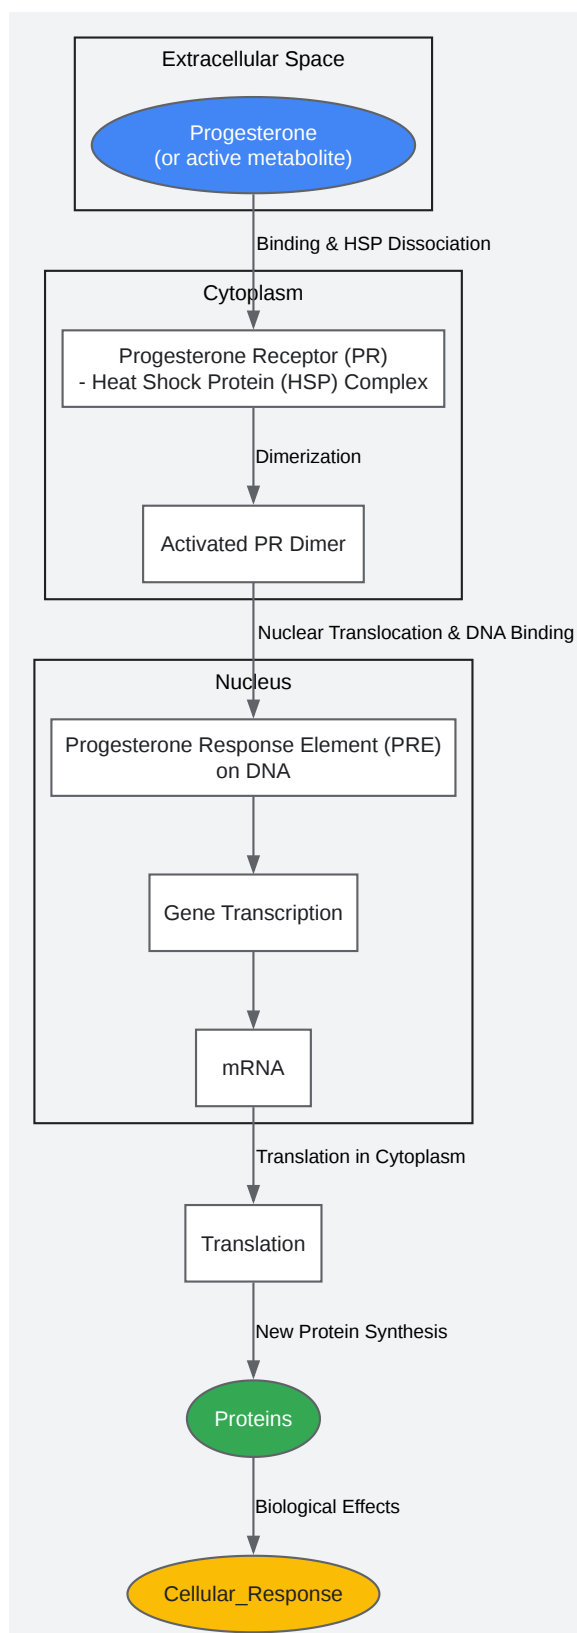 Extracellular Space
Progesterone
(or active metabolite)
Binding & HSP Dissociation
Cytoplasm
Progesterone Receptor (PR)
- Heat Shock Protein (HSP) Complex
Dimerization
Activated PR Dimer
Nuclear Translocation & DNA Binding
Nucleus
Progesterone Response Element (PRE)
on DNA
Gene Transcription
mRNA
Translation in Cytoplasm
Translation
New Protein Synthesis
Proteins
Biological Effects
Cellular_Response